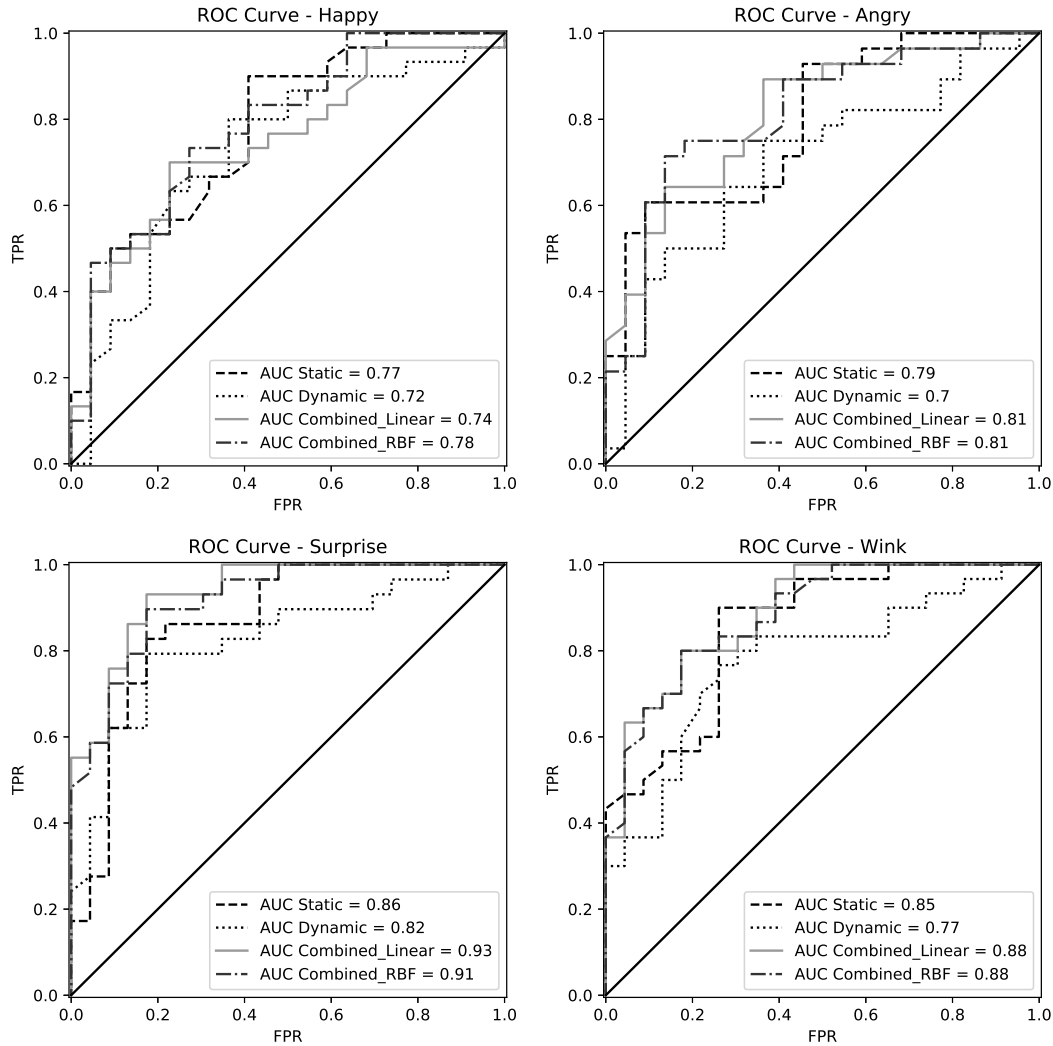 ROC Curve - Happy
1.0
0.8
0.6
0.4
0.2
0.0
TPR
0.0 0.2 0.4 0.6 0.8 1.0
FPR
AUC Static = 0.77
AUC Dynamic = 0.72
AUC Combined_Linear = 0.74
AUC Combined_RBF = 0.78
ROC Curve - Angry
1.0
0.8
0.6
0.4
0.2
0.0
TPR
0.0 0.2 0.4 0.6 0.8 1.0
FPR
AUC Static = 0.79
AUC Dynamic = 0.7
AUC Combined_Linear = 0.81
AUC Combined_RBF = 0.81
ROC Curve - Surprise
1.0
0.8
0.6
0.4
0.2
0.0
TPR
0.0 0.2 0.4 0.6 0.8 1.0
FPR
AUC Static = 0.86
AUC Dynamic = 0.82
AUC Combined_Linear = 0.93
AUC Combined_RBF = 0.91
ROC Curve - Wink
1.0
0.8
0.6
0.4
0.2
0.0
TPR
0.0 0.2 0.4 0.6 0.8 1.0
FPR
AUC Static = 0.85
AUC Dynamic = 0.77
AUC Combined_Linear = 0.88
AUC Combined_RBF = 0.88